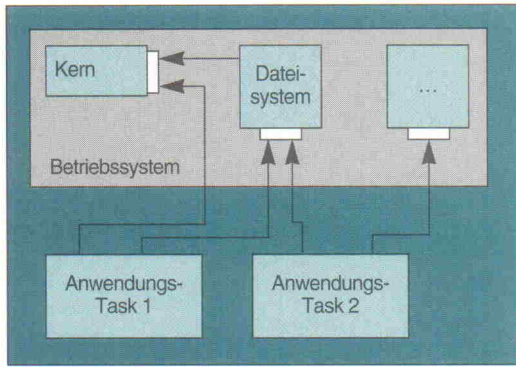 Kern
Datei-
system
...
Betriebssystem
Anwendungs-
Task 1
Anwendungs-
Task 2